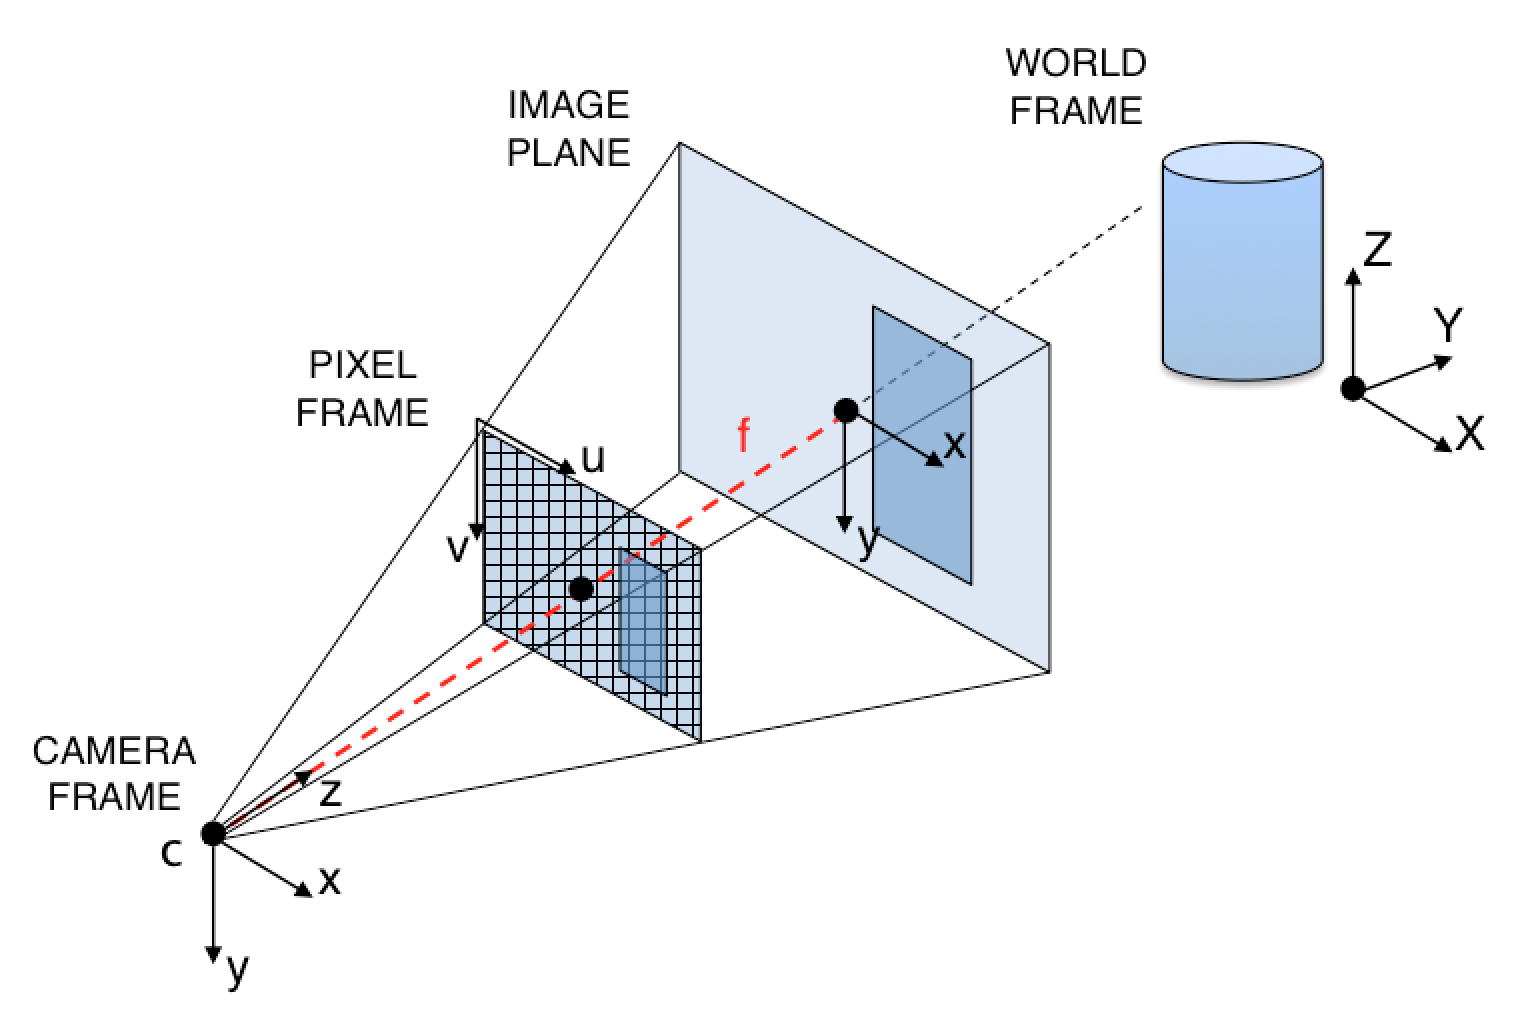 WORLD
FRAME
IMAGE
PLANE
Z
Y
X
PIXEL
FRAME
u
v
f
x
y
CAMERA
FRAME
z
c
x
y